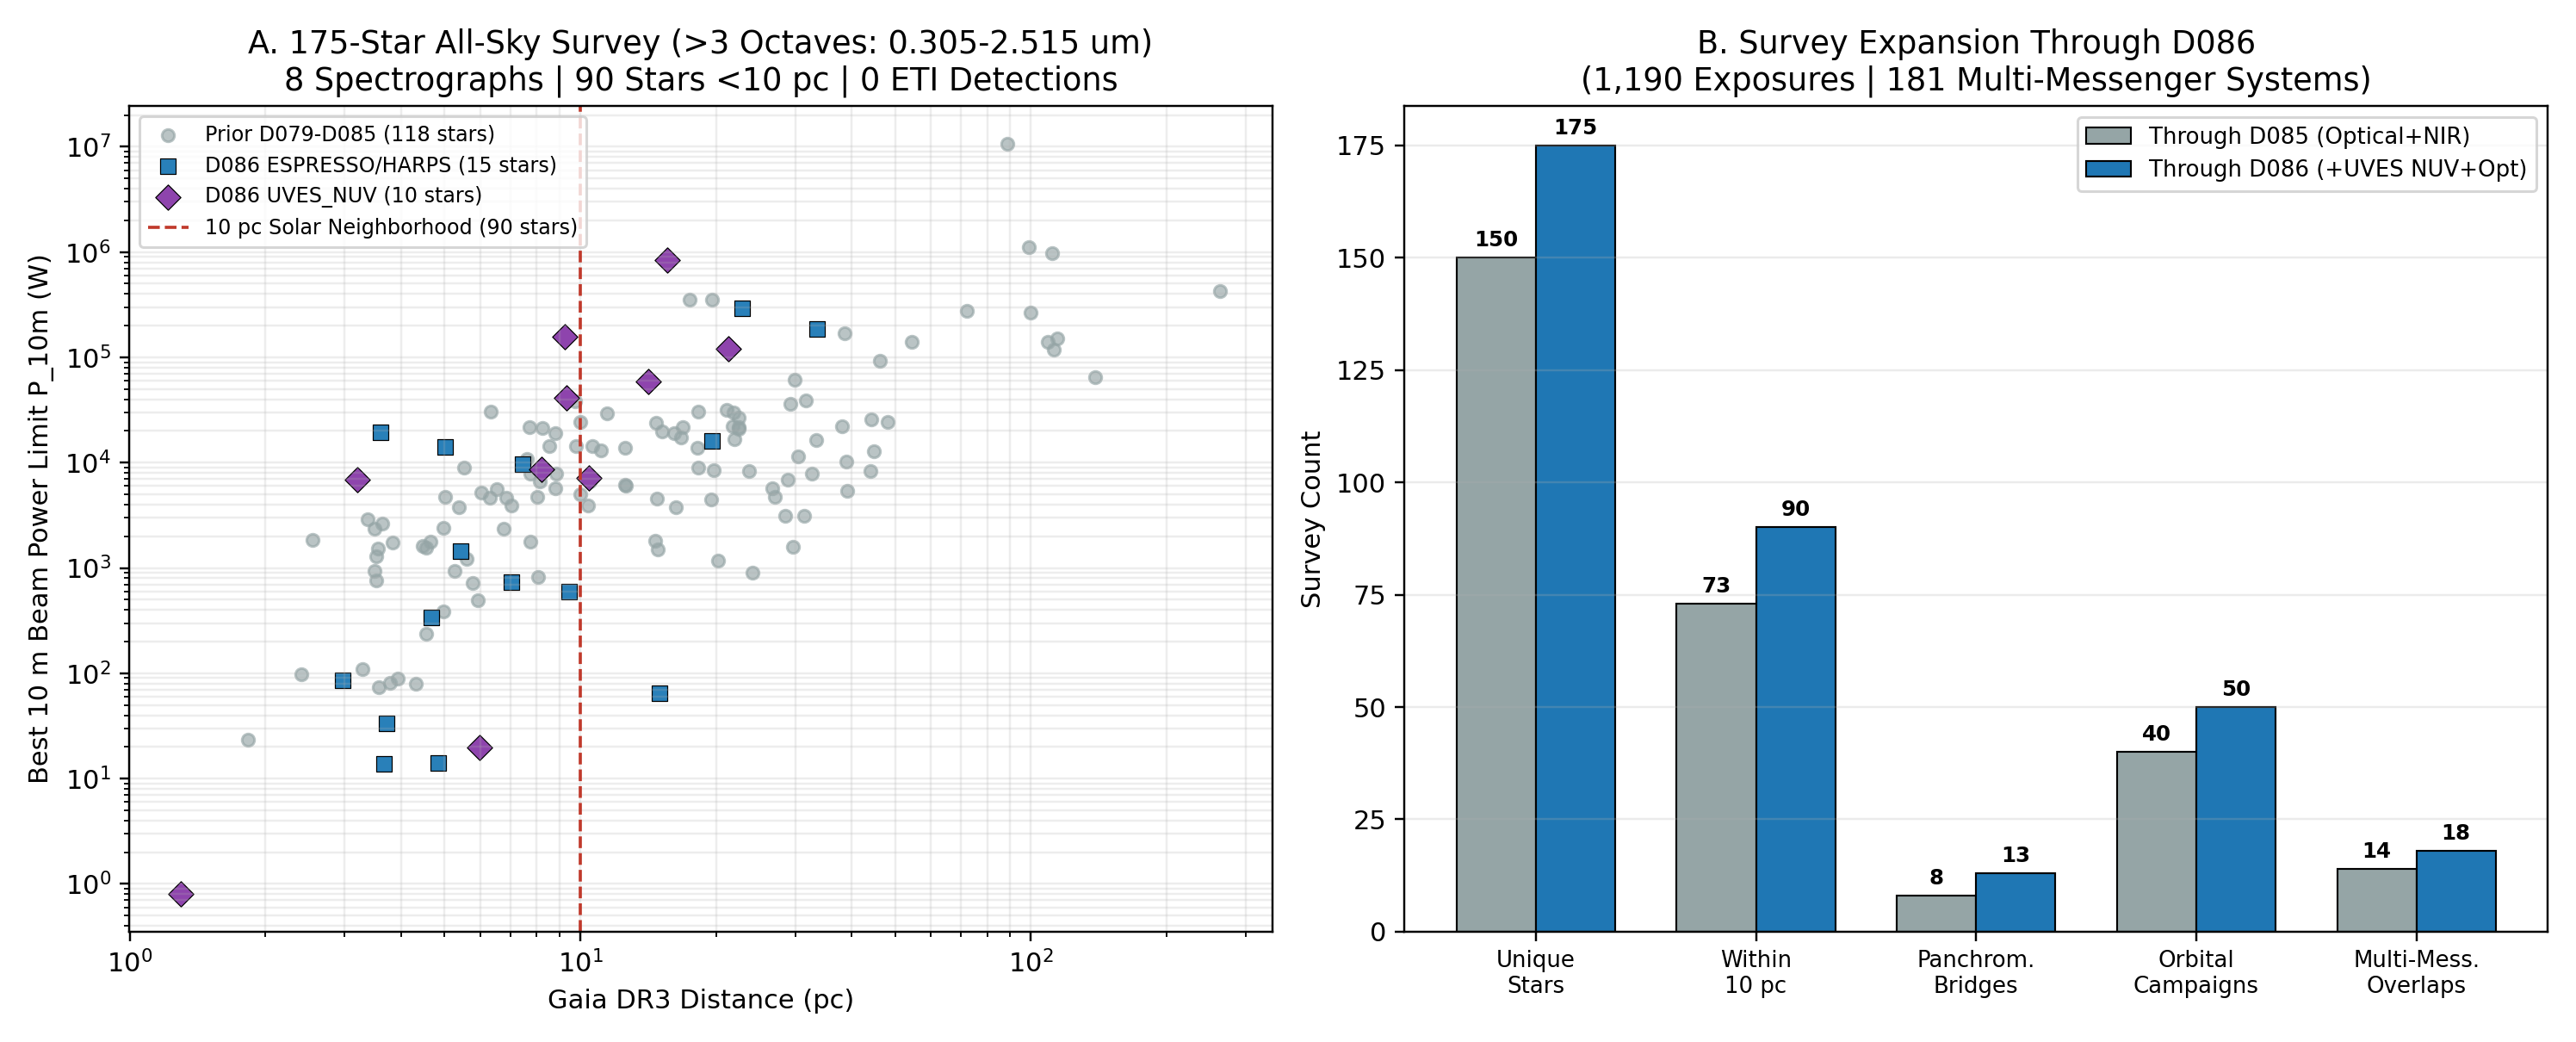 A. 175-Star All-Sky Survey (>3 Octaves: 0.305-2.515 um)
8 Spectrographs | 90 Stars <10 pc | 0 ETI Detections
Prior D079-D085 (118 stars)
D086 ESPRESSO/HARPS (15 stars)
D086 UVES_NUV (10 stars)
10 pc Solar Neighborhood (90 stars)
Best 10 m Beam Power Limit P_10m (W)
10^7
10^6
10^5
10^4
10^3
10^2
10^1
10^0
10^0 10^1 10^2
Gaia DR3 Distance (pc)
B. Survey Expansion Through D086
(1,190 Exposures | 181 Multi-Messenger Systems)
Through D085 (Optical+NIR)
Through D086 (+UVES NUV+Opt)
Survey Count
175
150
125
100
75
50
25
0
150 175
73 90
8 13
40 50
14 18
Unique
Stars
Within
10 pc
Panchrom.
Bridges
Orbital
Campaigns
Multi-Mess.
Overlaps